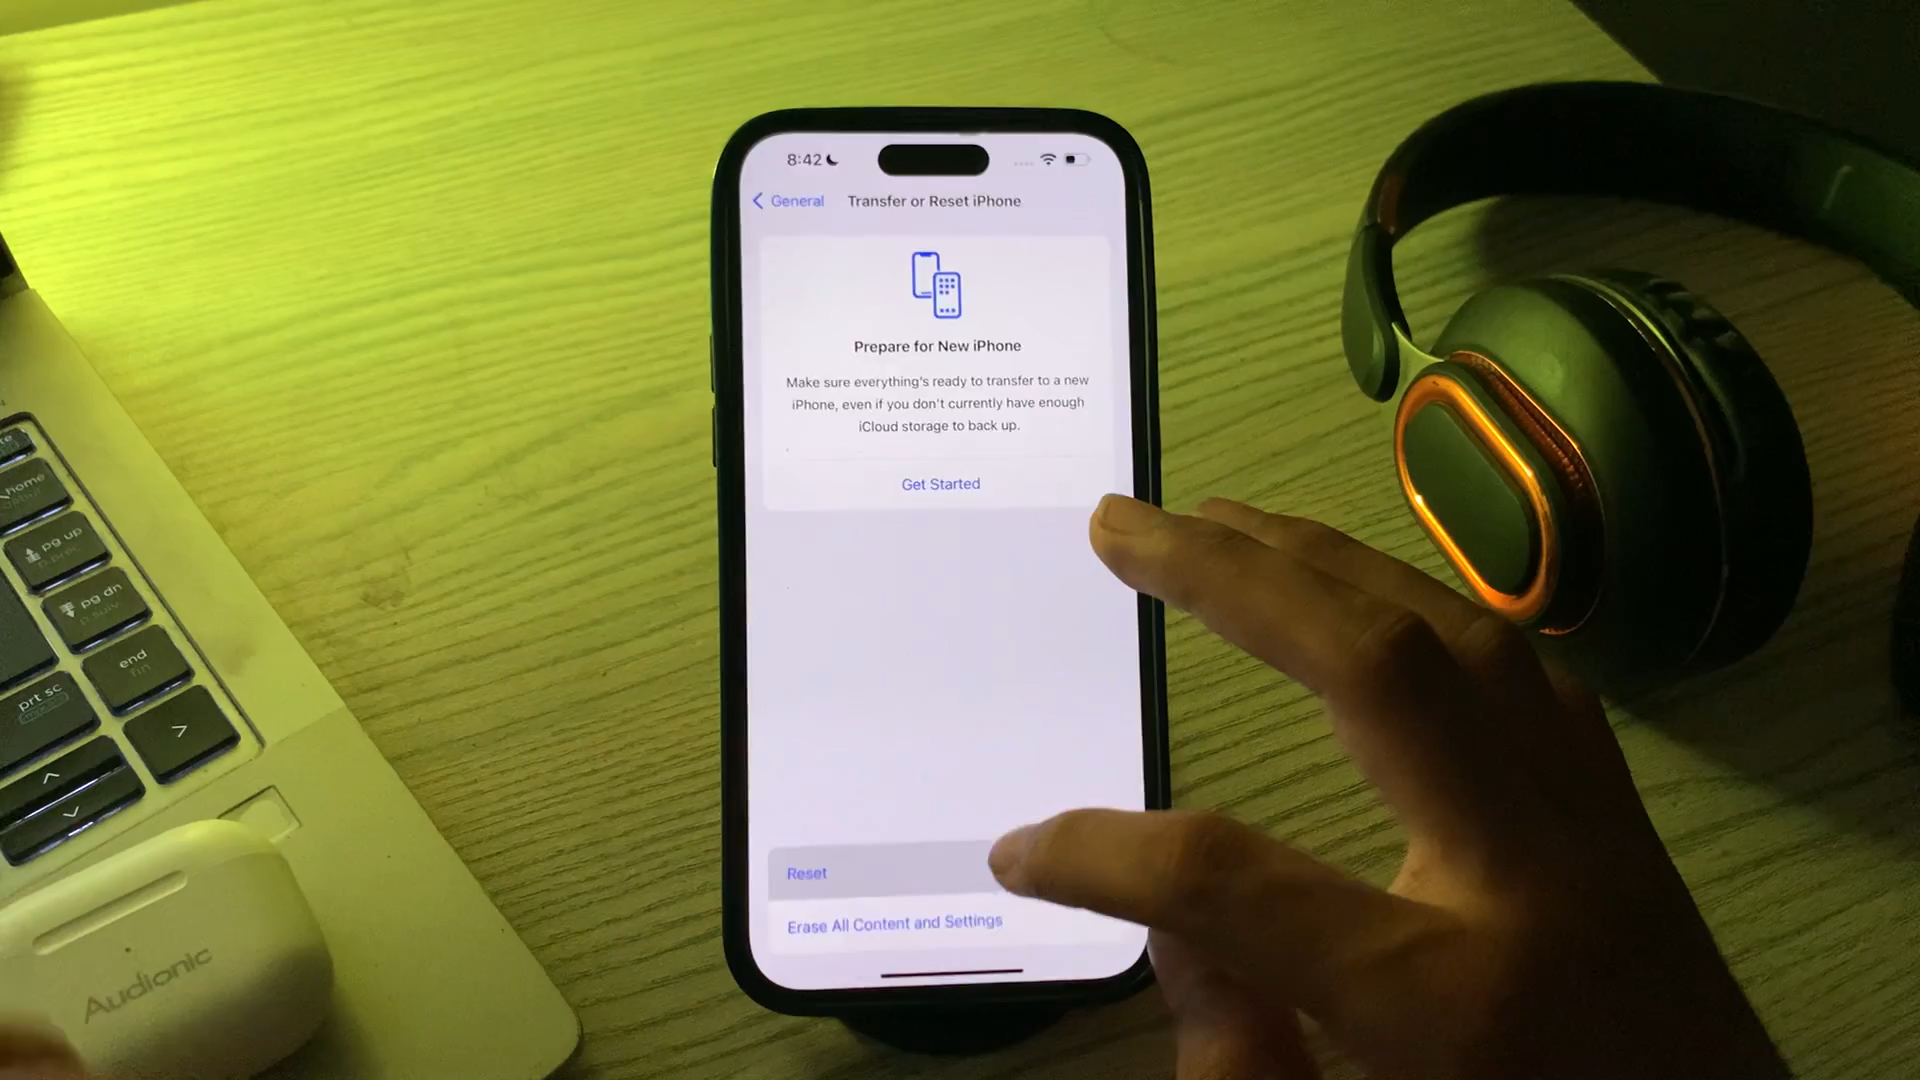 8:42
General
Transfer or Reset iPhone
Prepare for New iPhone
Make sure everything's ready to transfer to a new
iPhone, even if you don't currently have enough
iCloud storage to back up.
Get Started
Reset
Erase All Content and Settings
home
pg up
pg dn
end
fin
prt sc
Audionic